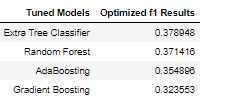 Tuned Models Optimized f1 Results
Extra Tree Classifier 0.378948
Random Forest 0.371416
AdaBoosting 0.354896
Gradient Boosting 0.323553